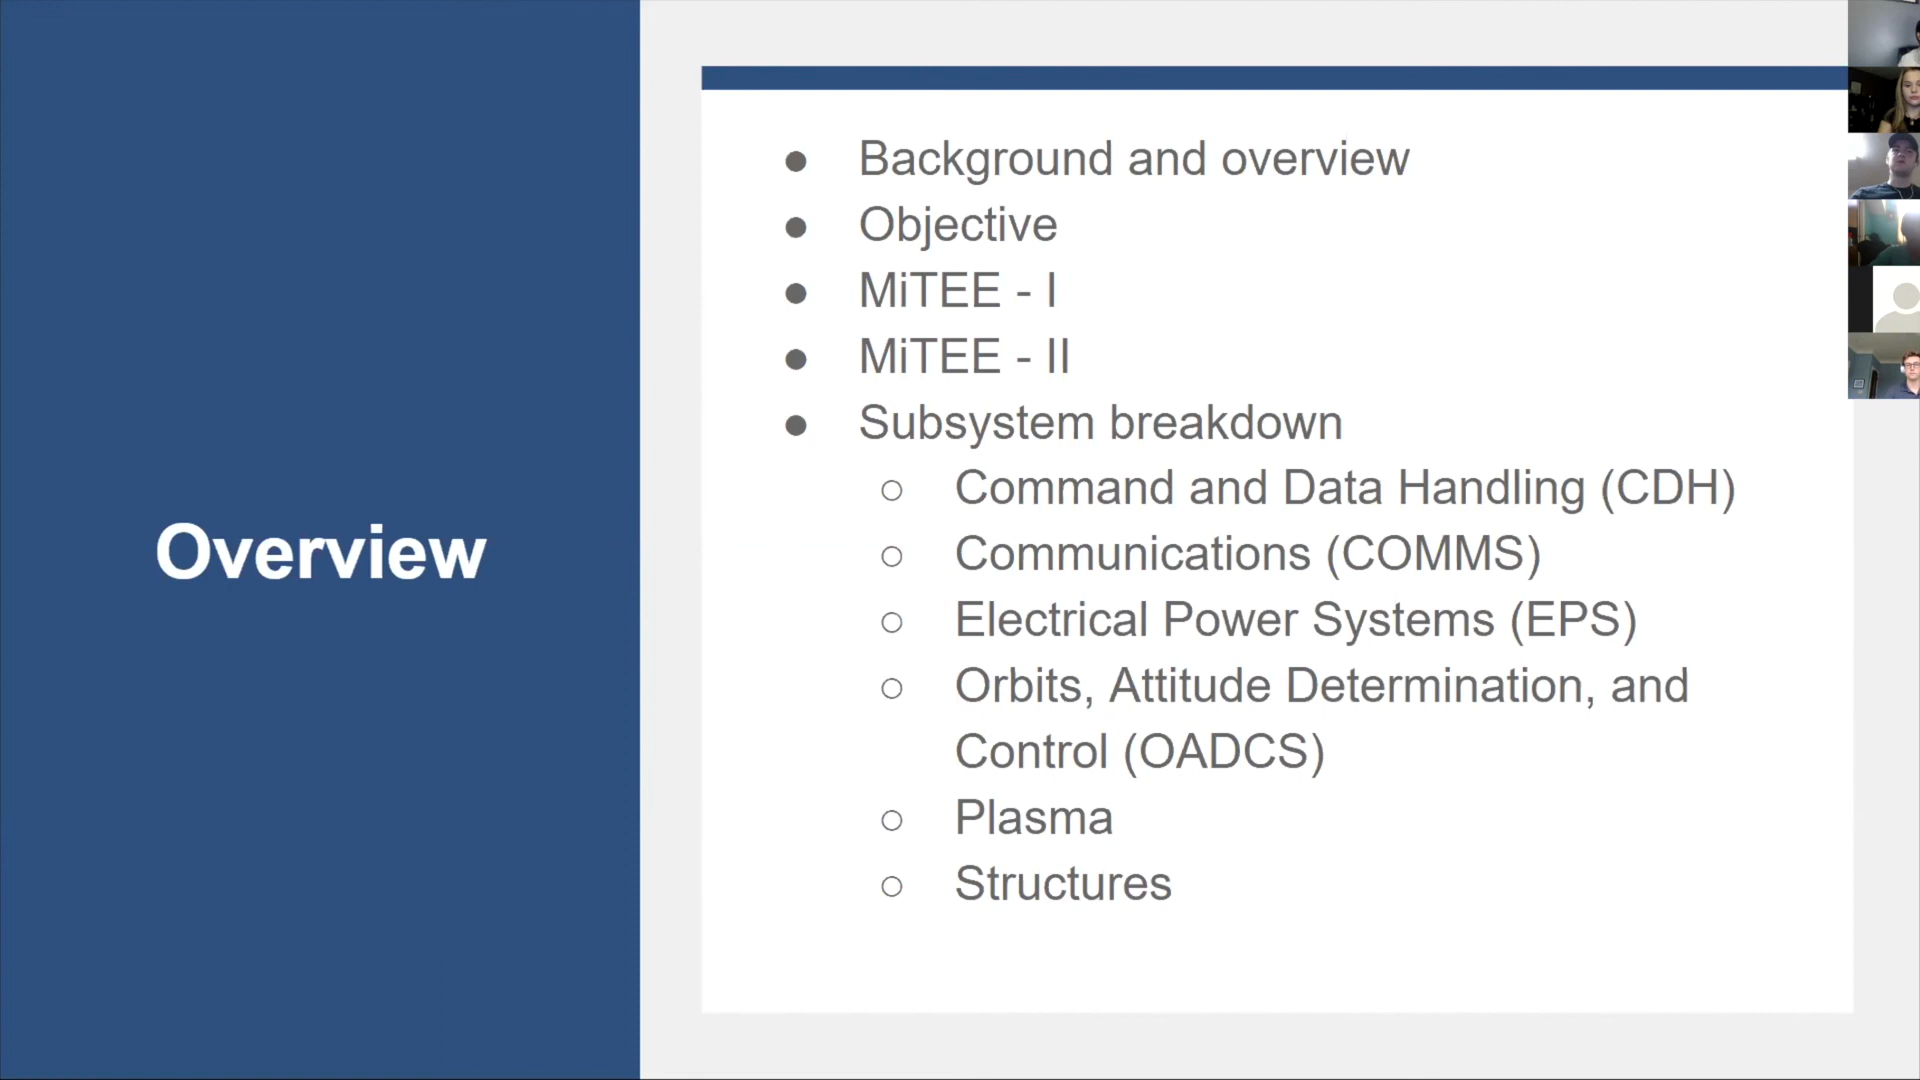 Overview
● Background and overview
● Objective
● MiTEE - I
● MiTEE - II
● Subsystem breakdown
○ Command and Data Handling (CDH)
○ Communications (COMMS)
○ Electrical Power Systems (EPS)
○ Orbits, Attitude Determination, and
Control (OADCS)
○ Plasma
○ Structures